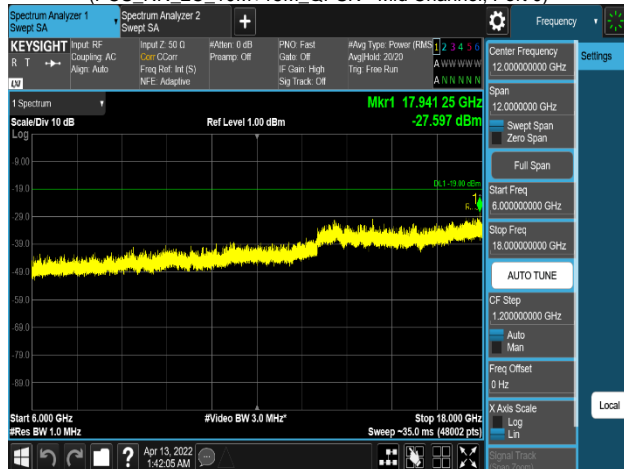 Spectrum Analyzer 1
Swept SA
Spectrum Analyzer 2
Swept SA
+
Frequency
KEYSIGHT
R T
Input: RF
Coupling: AC
Align: Auto
Input Z: 50 Ω
Corr CCorr
Freq Ref: Int (S)
NFE: Adaptive
#Atten: 0 dB
Preamp: Off
PNO: Fast
Gate: Off
IF Gain: High
Sig Track: Off
#Avg Type: Power (RMS
Avg|Hold: 20/20
Trig: Free Run
1 2 3 4 5 6
A W W W W W
A N N N N N
LXI
1 Spectrum
Scale/Div 10 dB
Ref Level 1.00 dBm
Mkr1 17.941 25 GHz
-27.597 dBm
Log
-9.00
-19.0
-29.0
-39.0
-49.0
-59.0
-69.0
-79.0
-89.0
DL1 -19.00 dBm
1
Start 6.000 GHz
#Res BW 1.0 MHz
#Video BW 3.0 MHz*
Stop 18.000 GHz
Sweep ~35.0 ms (48002 pts)
Center Frequency
12.000000000 GHz
Settings
Span
12.0000000 GHz
Swept Span
Zero Span
Full Span
Start Freq
6.000000000 GHz
Stop Freq
18.000000000 GHz
AUTO TUNE
CF Step
1.200000000 GHz
Auto
Man
Freq Offset
0 Hz
X Axis Scale
Log
Lin
Local
Signal Track
(Span Zoom)
?
Apr 13, 2022
1:42:05 AM